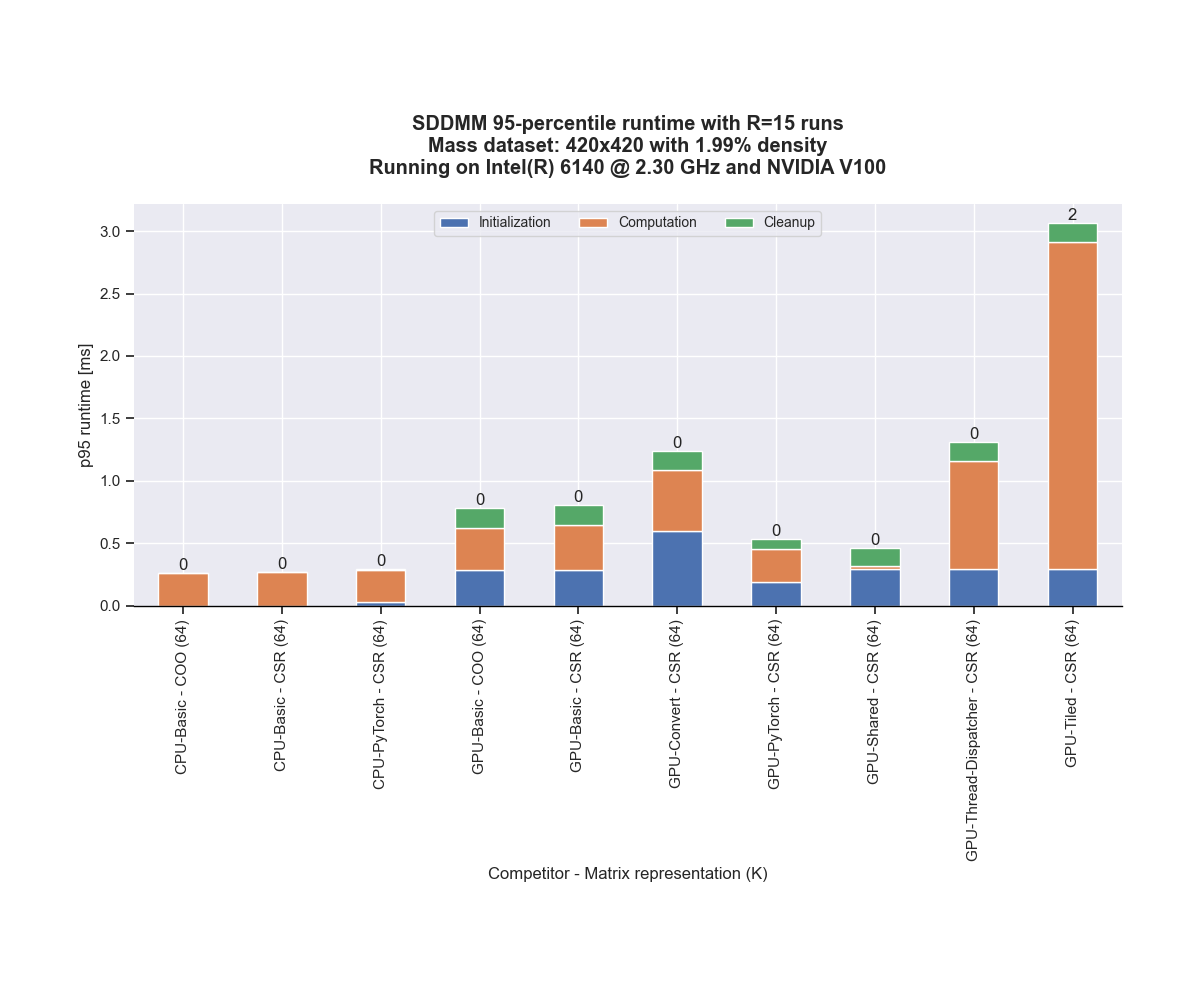 SDDMM 95-percentile runtime with R=15 runs
Mass dataset: 420x420 with 1.99% density
Running on Intel(R) 6140 @ 2.30 GHz and NVIDIA V100
Initialization
Computation
Cleanup
p95 runtime [ms]
3.0
2.5
2.0
1.5
1.0
0.5
0.0
0
0
0
0
0
0
0
0
0
2
CPU-Basic - COO (64)
CPU-Basic - CSR (64)
CPU-PyTorch - CSR (64)
GPU-Basic - COO (64)
GPU-Basic - CSR (64)
GPU-Convert - CSR (64)
GPU-PyTorch - CSR (64)
GPU-Shared - CSR (64)
GPU-Thread-Dispatcher - CSR (64)
GPU-Tiled - CSR (64)
Competitor - Matrix representation (K)